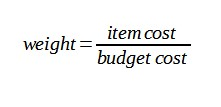 weight = item cost / budget cost